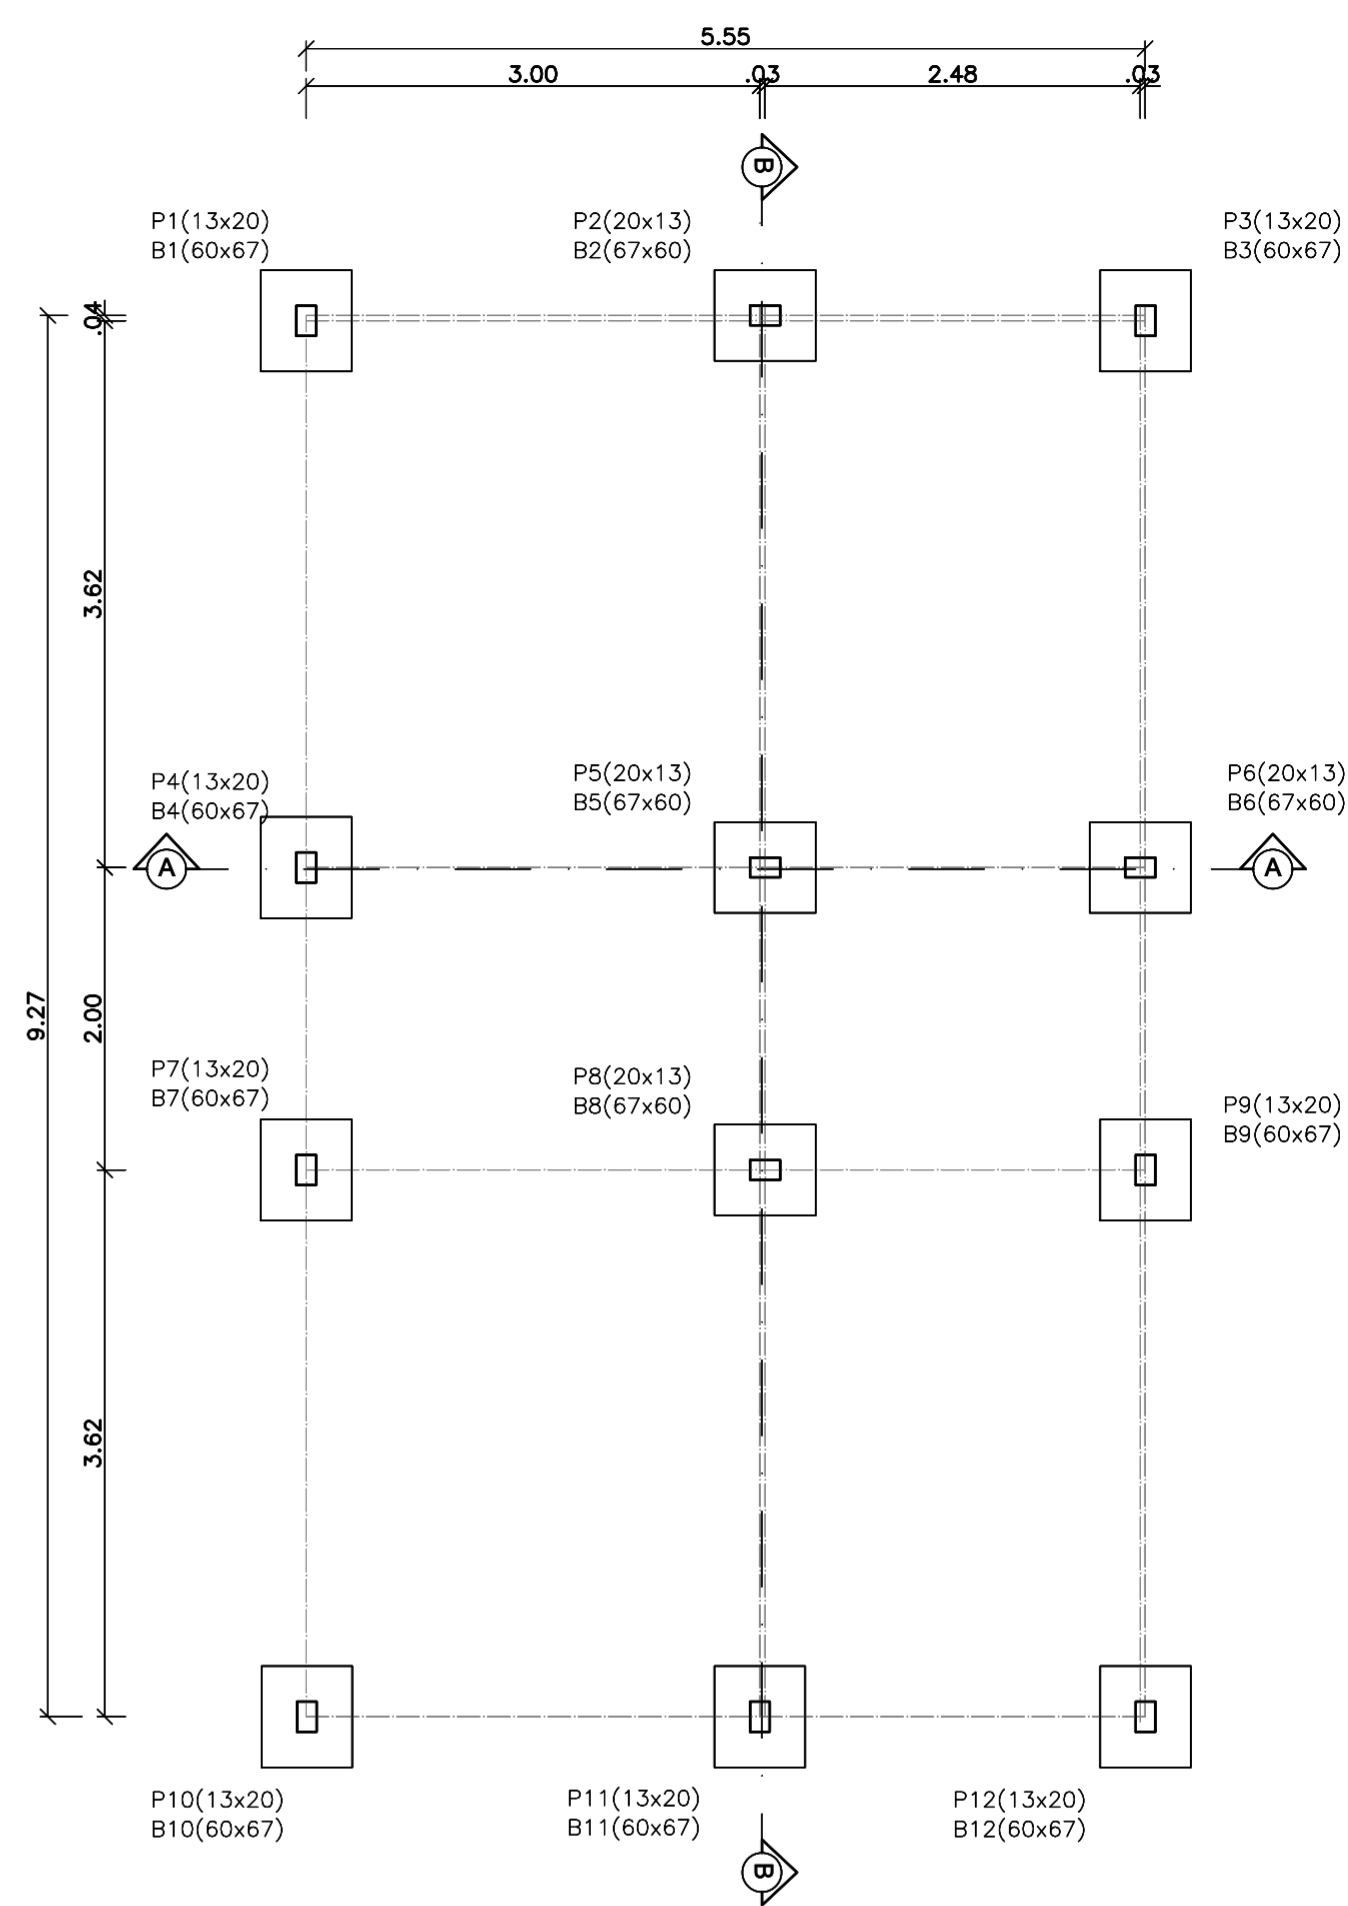 5.55
3.00 .03 2.48 .03
B
P1(13x20)
B1(60x67)
P2(20x13)
B2(67x60)
P3(13x20)
B3(60x67)
.04
3.62
P4(13x20)
B4(60x67)
P5(20x13)
B5(67x60)
P6(20x13)
B6(67x60)
A
A
9.27
2.00
P7(13x20)
B7(60x67)
P8(20x13)
B8(67x60)
P9(13x20)
B9(60x67)
3.62
P10(13x20)
B10(60x67)
P11(13x20)
B11(60x67)
P12(13x20)
B12(60x67)
B